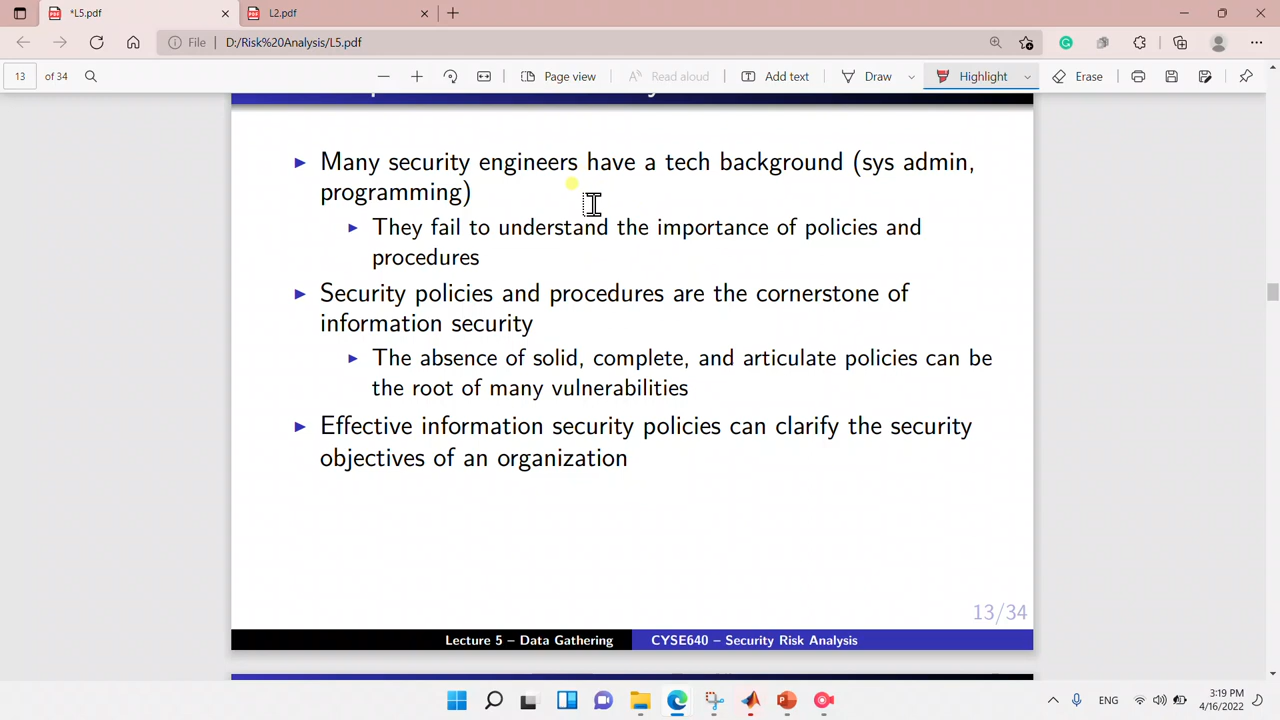 *L5.pdf
L2.pdf
File D:/Risk%20Analysis/L5.pdf
13 of 34 Page view Read aloud Add text Draw Highlight Erase
Many security engineers have a tech background (sys admin,
programming)
They fail to understand the importance of policies and
procedures
Security policies and procedures are the cornerstone of
information security
The absence of solid, complete, and articulate policies can be
the root of many vulnerabilities
Effective information security policies can clarify the security
objectives of an organization
13/34
Lecture 5 – Data Gathering CYSE640 – Security Risk Analysis
ENG 3:19 PM
4/16/2022